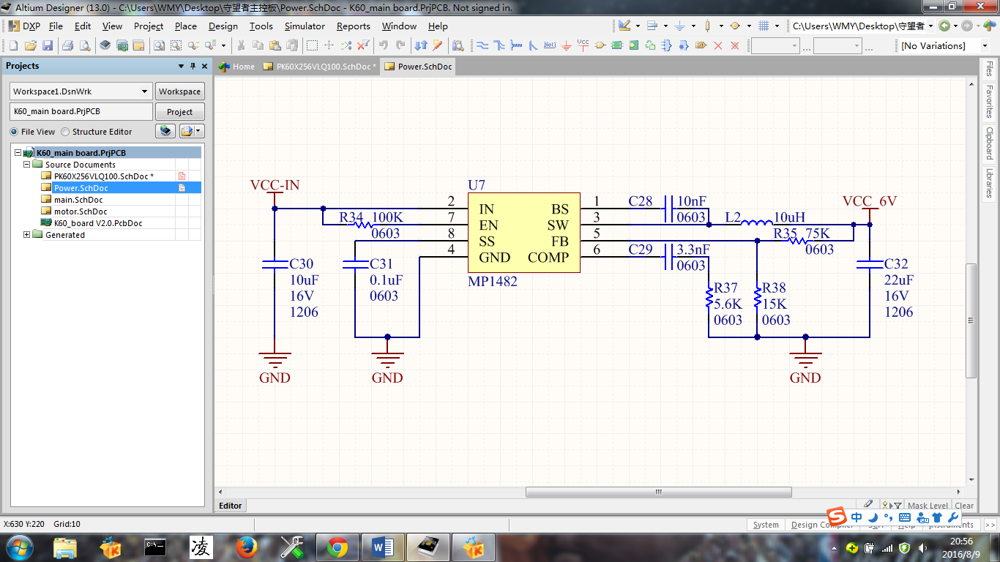 Altium Designer (13.0) - C:\Users\WMY\Desktop\守望者主控板\Power.SchDoc - K60_main board.PrjPCB. Not signed in.
DXP File Edit View Project Place Design Tools Simulator Reports Window Help
C:\Users\WMY\Desktop\守望者
Net
Vcc
... ... [No Variations]
Projects
Home PK60X256VLQ100.SchDoc * Power.SchDoc
Workspace1.DsnWrk Workspace
K60_main board.PrjPCB Project
File View Structure Editor
K60_main board.PrjPCB
Source Documents
PK60X256VLQ100.SchDoc *
Power.SchDoc
main.SchDoc
motor.SchDoc
K60_board V2.0.PcbDoc
Generated
Files
Favorites
Clipboard
Libraries
VCC-IN
U7
VCC_6V
2 IN BS 1 C28 10nF
0603
R34 100K
0603
7 EN SW 3 L2 10uH
8 SS FB 5 R35 75K
0603
4 GND COMP 6 C29 3.3nF
0603
MP1482
C30
10uF
16V
1206
C31
0.1uF
0603
R37
5.6K
0603
R38
15K
0603
C32
22uF
16V
1206
GND GND GND
Editor
Mask Level Clear
X:630 Y:220 Grid:10
System Design Compiler SCH Help Instruments >>
中
凌
20:56
2016/8/9